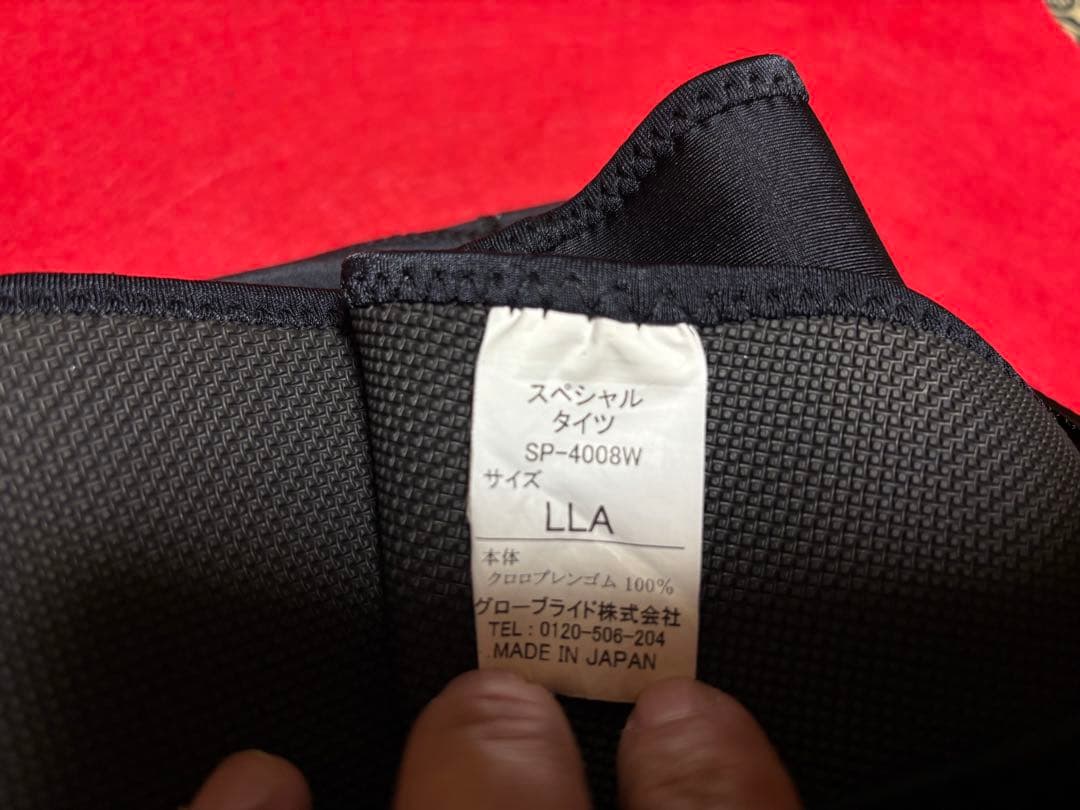 スペシャル
タイツ
SP-4008W
サイズ
LLA
本体
クロロプレンゴム 100%
グローブライド株式会社
TEL：0120-506-204
MADE IN JAPAN